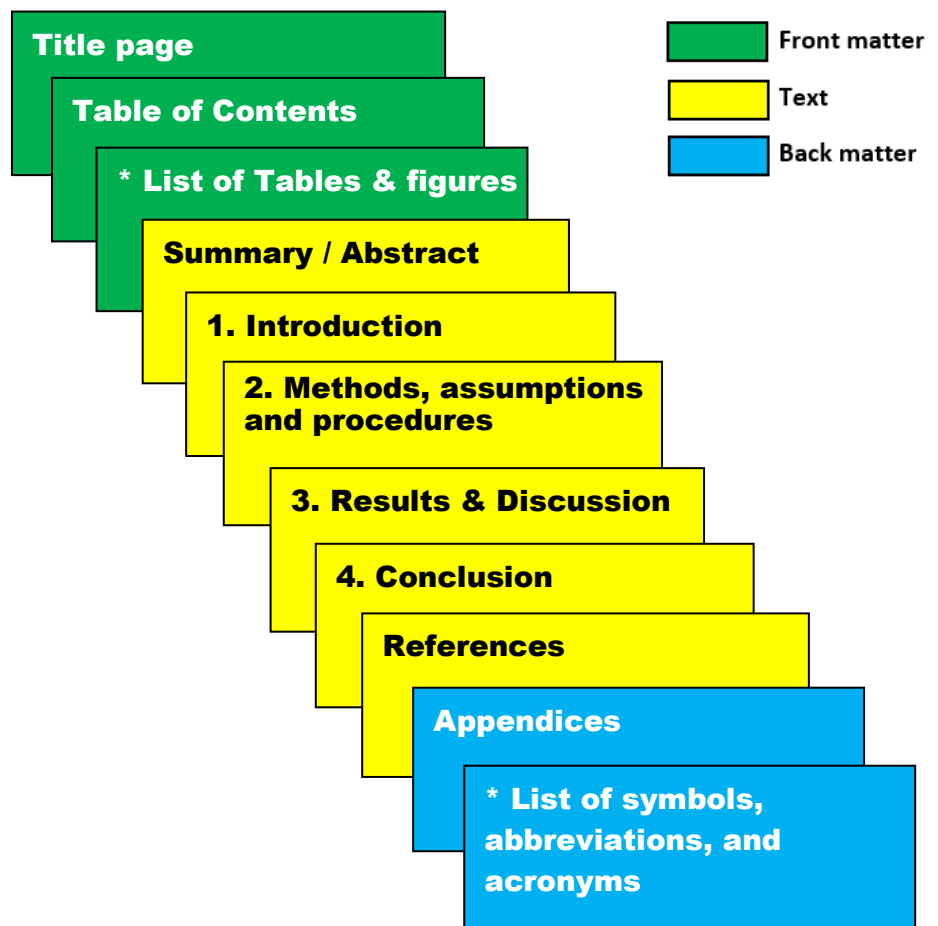 Title page
Front matter
Text
Back matter
Table of Contents
* List of Tables & figures
Summary / Abstract
1. Introduction
2. Methods, assumptions
and procedures
3. Results & Discussion
4. Conclusion
References
Appendices
* List of symbols,
abbreviations, and
acronyms